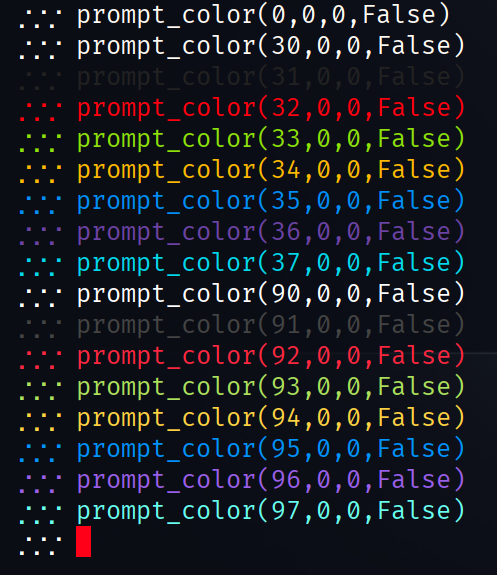 .:.:.: prompt_color(0,0,0,False)
.:.:.: prompt_color(30,0,0,False)
.:.:.: prompt_color(31,0,0,False)
.:.:.: prompt_color(32,0,0,False)
.:.:.: prompt_color(33,0,0,False)
.:.:.: prompt_color(34,0,0,False)
.:.:.: prompt_color(35,0,0,False)
.:.:.: prompt_color(36,0,0,False)
.:.:.: prompt_color(37,0,0,False)
.:.:.: prompt_color(90,0,0,False)
.:.:.: prompt_color(91,0,0,False)
.:.:.: prompt_color(92,0,0,False)
.:.:.: prompt_color(93,0,0,False)
.:.:.: prompt_color(94,0,0,False)
.:.:.: prompt_color(95,0,0,False)
.:.:.: prompt_color(96,0,0,False)
.:.:.: prompt_color(97,0,0,False)
.:.:.: